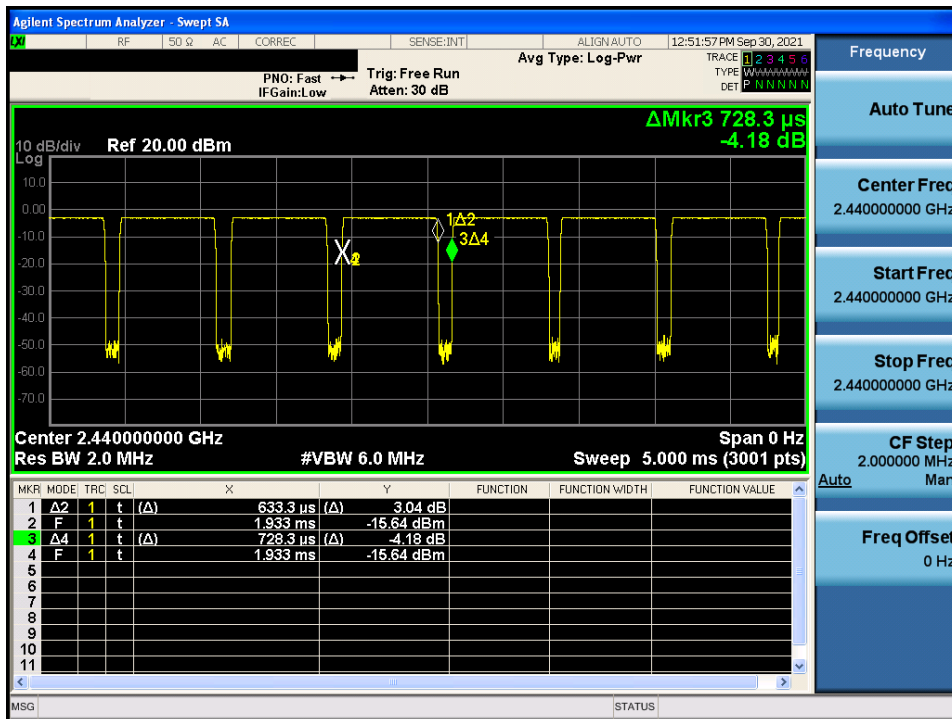 Agilent Spectrum Analyzer - Swept SA
LXI RF 50 Ω AC CORREC SENSE:INT ALIGN AUTO 12:51:57 PM Sep 30, 2021
PNO: Fast
IFGain:Low
Trig: Free Run
Atten: 30 dB
Avg Type: Log-Pwr
TRACE 1 2 3 4 5 6
TYPE WWWWWWWW
DET P N N N N N
ΔMkr3 728.3 µs
-4.18 dB
10 dB/div Ref 20.00 dBm
Log
10.0
0.00
-10.0
-20.0
-30.0
-40.0
-50.0
-60.0
-70.0
1Δ2
3Δ4
Center 2.440000000 GHz Span 0 Hz
Res BW 2.0 MHz #VBW 6.0 MHz Sweep 5.000 ms (3001 pts)
MKR MODE TRC SCL X Y FUNCTION FUNCTION WIDTH FUNCTION VALUE
1 Δ2 1 t (Δ) 633.3 µs (Δ) 3.04 dB
2 F 1 t 1.933 ms -15.64 dBm
3 Δ4 1 t (Δ) 728.3 µs (Δ) -4.18 dB
4 F 1 t 1.933 ms -15.64 dBm
5
6
7
8
9
10
11
MSG STATUS
Frequency
Auto Tune
Center Freq
2.440000000 GHz
Start Freq
2.440000000 GHz
Stop Freq
2.440000000 GHz
CF Step
2.000000 MHz
Auto Man
Freq Offset
0 Hz